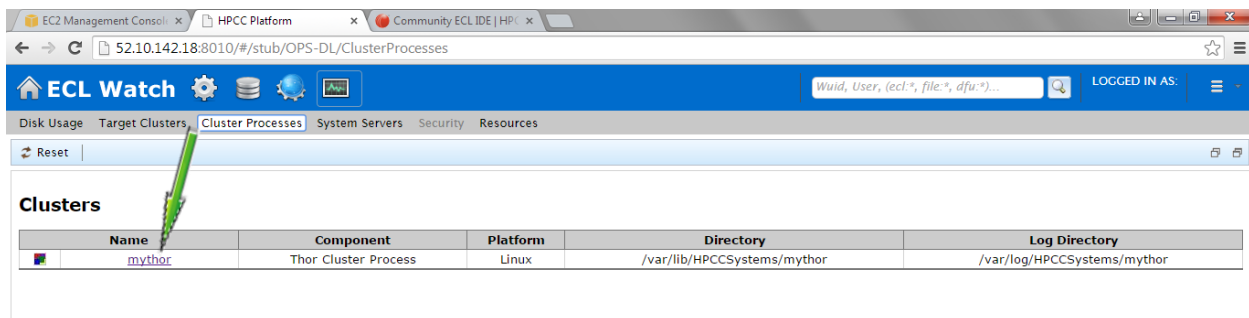 EC2 Management Console HPCC Platform Community ECL IDE | HPC
52.10.142.18:8010/#/stub/OPS-DL/ClusterProcesses
ECL Watch Wuid, User, (ecl:*, file:*, dfu:*)... LOGGED IN AS:
Disk Usage Target Clusters Cluster Processes System Servers Security Resources
Reset
Clusters
Name Component Platform Directory Log Directory
mythor Thor Cluster Process Linux /var/lib/HPCCSystems/mythor /var/log/HPCCSystems/mythor